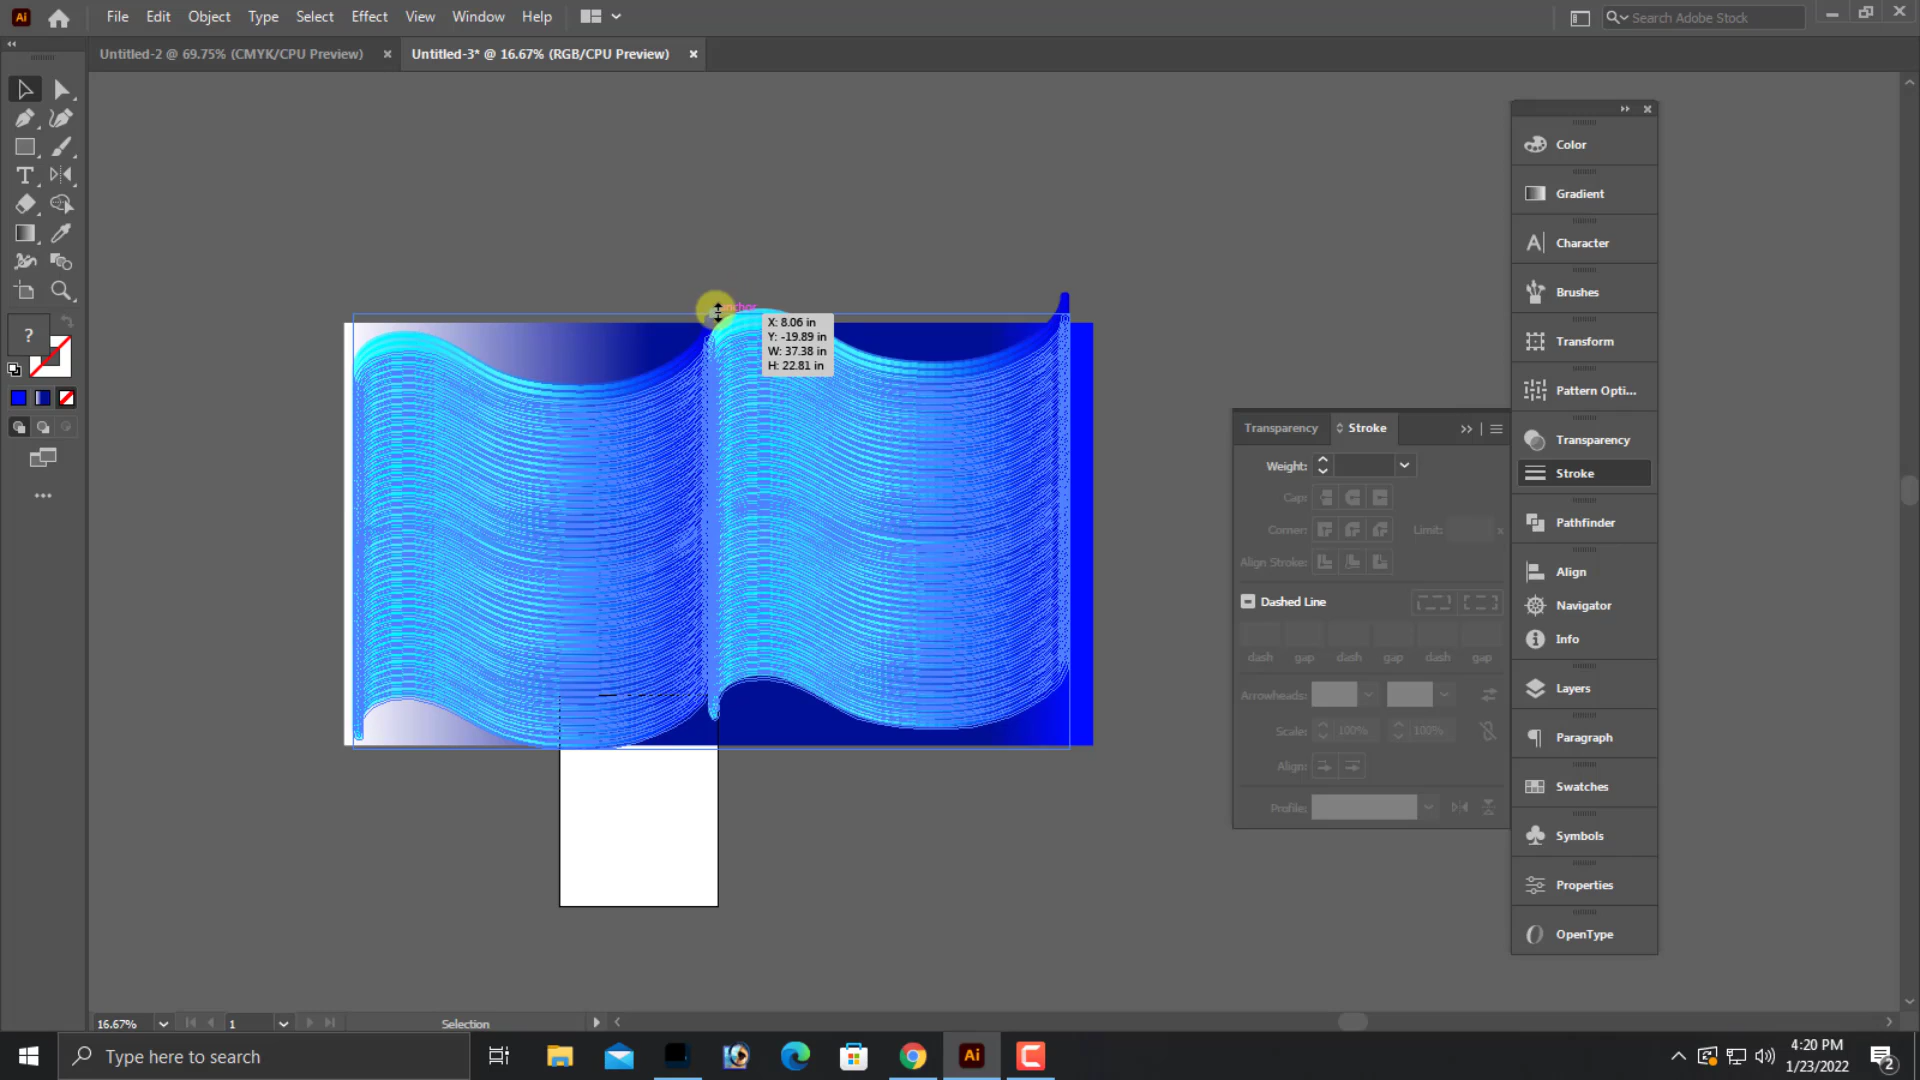 Ai File Edit Object Type Select Effect View Window Help Search Adobe Stock
Untitled-2 @ 69.75% (CMYK/CPU Preview) × Untitled-3* @ 16.67% (RGB/CPU Preview) ×
Color
Gradient
Character
Brushes
Transform
Pattern Opti...
Transparency
Stroke
Pathfinder
Align
Navigator
Info
Layers
Paragraph
Swatches
Symbols
Properties
OpenType
X: 8.06 in
Y: -19.89 in
W: 37.38 in
H: 22.81 in
?
Transparency Stroke
Weight:
Cap:
Corner: Limit: x
Align Stroke:
Dashed Line
dash gap dash gap dash gap
Arrowheads:
Scale: 100% 100%
Align:
Profile:
16.67% 1 Selection
Type here to search
Ai
4:20 PM
1/23/2022
2